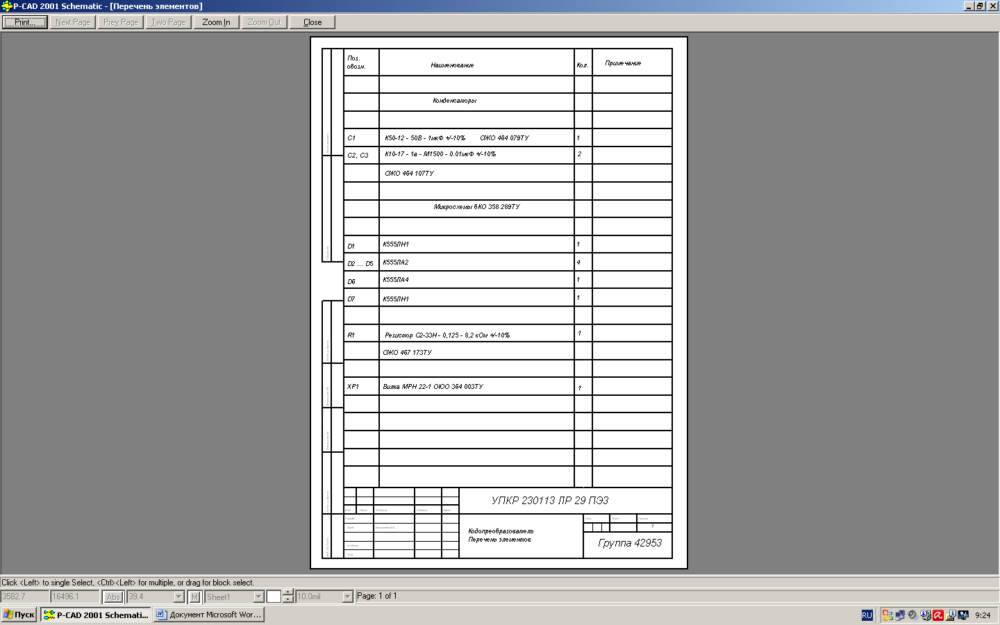 P-CAD 2001 Schematic - [Перечень элементов]
Print... Next Page Prev Page Two Page Zoom In Zoom Out Close
Поз. обозн. Наименование Кол. Примечание
Конденсаторы
C1 К50-12 - 50В - 1мкФ +/-10% ОЖО 464 079ТУ 1
C2, C3 К10-17 - 1а - М1500 - 0.01мкФ +/-10% 2
ОЖО 464 107ТУ
Микросхемы бКО 358 289ТУ
D1 К555ЛН1 1
D2 ... D5 К555ЛА2 4
D6 К555ЛА4 1
D7 К555ЛН1 1
R1 Резистор С2-33Н - 0,125 - 8,2 кОм +/-10% 1
ОЖО 467 173ТУ
XP1 Вилка МРН 22-1 ОЮО 364 003ТУ 1
УПКР 230113 ЛР 29 ПЭ3
Кодопреобразователь
Перечень элементов
1
Группа 42953
Click <Left> to single Select, <Ctrl><Left> for multiple, or drag for block select.
3582.7 16496.1 Abs 39.4 M Sheet1 10.0mil Page: 1 of 1
Пуск P-CAD 2001 Schemati... Документ Microsoft Wor... RU 9:24